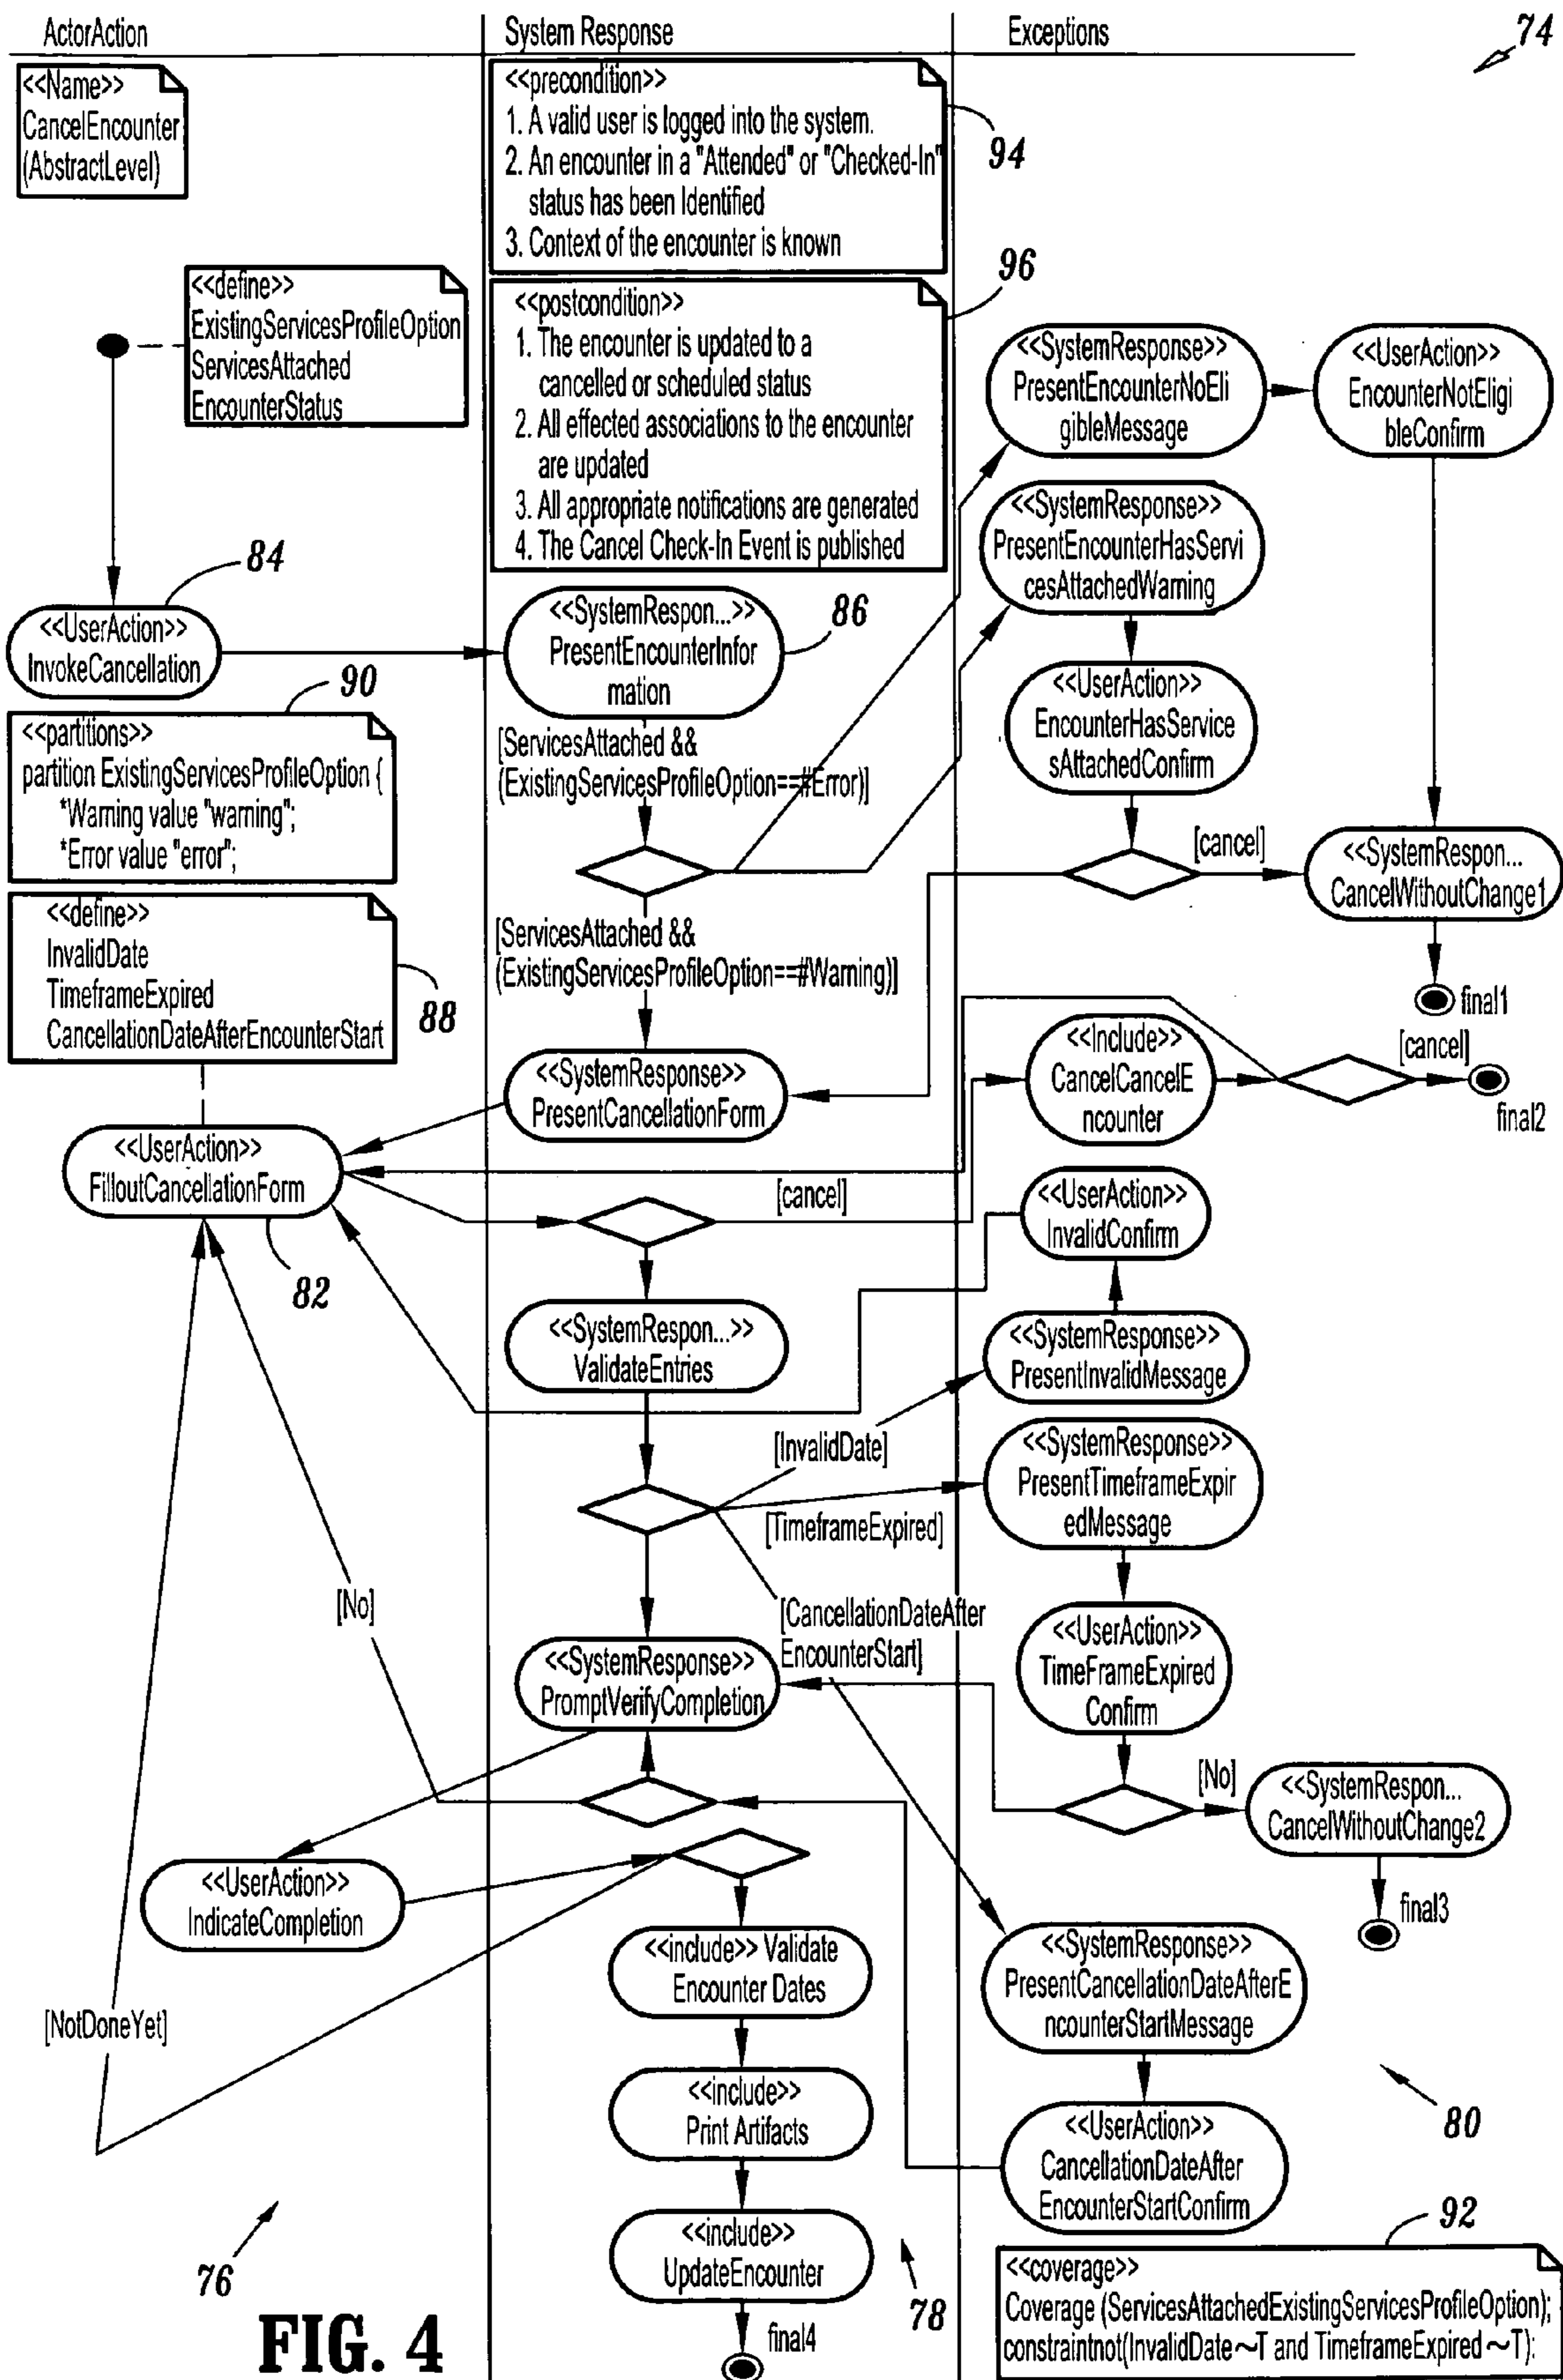 ActorAction
System Response
Exceptions
74
<<Name>>
CancelEncounter
(AbstractLevel)
<<precondition>>
1. A valid user is logged into the system.
2. An encounter in a "Attended" or "Checked-In"
status has been Identified
3. Context of the encounter is known
94
<<define>>
ExistingServicesProfileOption
ServicesAttached
EncounterStatus
<<postcondition>>
1. The encounter is updated to a
cancelled or scheduled status
2. All effected associations to the encounter
are updated
3. All appropriate notifications are generated
4. The Cancel Check-In Event is published
96
<<SystemResponse>>
PresentEncounterNoEli
gibleMessage
<<UserAction>>
EncounterNotEligi
bleConfirm
<<SystemResponse>>
PresentEncounterHasServi
cesAttachedWarning
84
<<UserAction>>
InvokeCancellation
<<SystemRespon...>>
PresentEncounterInfor
mation
86
<<UserAction>>
EncounterHasService
sAttachedConfirm
90
<<partitions>>
partition ExistingServicesProfileOption {
*Warning value "warning";
*Error value "error";
[ServicesAttached &&
(ExistingServicesProfileOption==#Error)]
[cancel]
<<SystemRespon...
CancelWithoutChange1
final1
<<define>>
InvalidDate
TimeframeExpired
CancellationDateAfterEncounterStart
88
[ServicesAttached &&
(ExistingServicesProfileOption==#Warning)]
<<SystemResponse>>
PresentCancellationForm
<<Include>>
CancelCancelE
ncounter
[cancel]
final2
<<UserAction>>
FilloutCancellationForm
82
[cancel]
<<UserAction>>
InvalidConfirm
<<SystemRespon...>>
ValidateEntries
<<SystemResponse>>
PresentInvalidMessage
[InvalidDate]
<<SystemResponse>>
PresentTimeframeExpir
edMessage
[TimeframeExpired]
[No]
[CancellationDateAfter
EncounterStart]
<<UserAction>>
TimeFrameExpired
Confirm
<<SystemResponse>>
PromptVerifyCompletion
[No]
<<SystemRespon...
CancelWithoutChange2
final3
<<UserAction>>
IndicateCompletion
<<include>> Validate
Encounter Dates
<<SystemResponse>>
PresentCancellationDateAfterE
ncounterStartMessage
[NotDoneYet]
<<include>>
Print Artifacts
<<UserAction>>
CancellationDateAfter
EncounterStartConfirm
80
<<include>>
UpdateEncounter
76
78
final4
92
<<coverage>>
Coverage (ServicesAttachedExistingServicesProfileOption);
constraintnot(InvalidDate~T and TimeframeExpired ~T):
FIG. 4